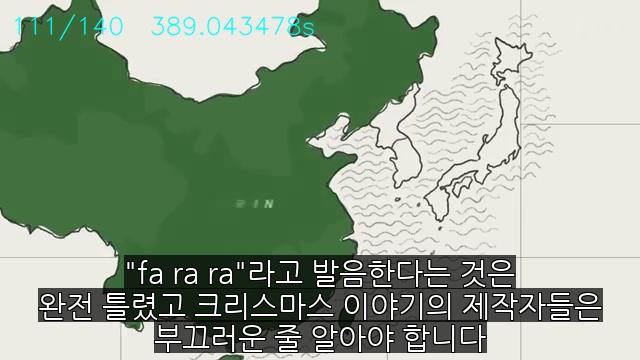 111/140 389.043478s
"fa ra ra"라고 발음한다는 것은
완전 틀렸고 크리스마스 이야기의 제작자들은
부끄러운 줄 알아야 합니다